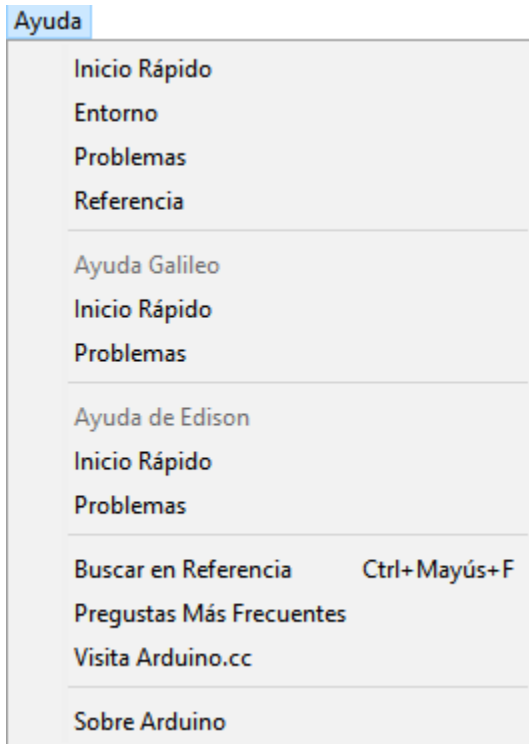 Ayuda
Inicio Rápido
Entorno
Problemas
Referencia
Ayuda Galileo
Inicio Rápido
Problemas
Ayuda de Edison
Inicio Rápido
Problemas
Buscar en Referencia Ctrl+Mayús+F
Pregustas Más Frecuentes
Visita Arduino.cc
Sobre Arduino